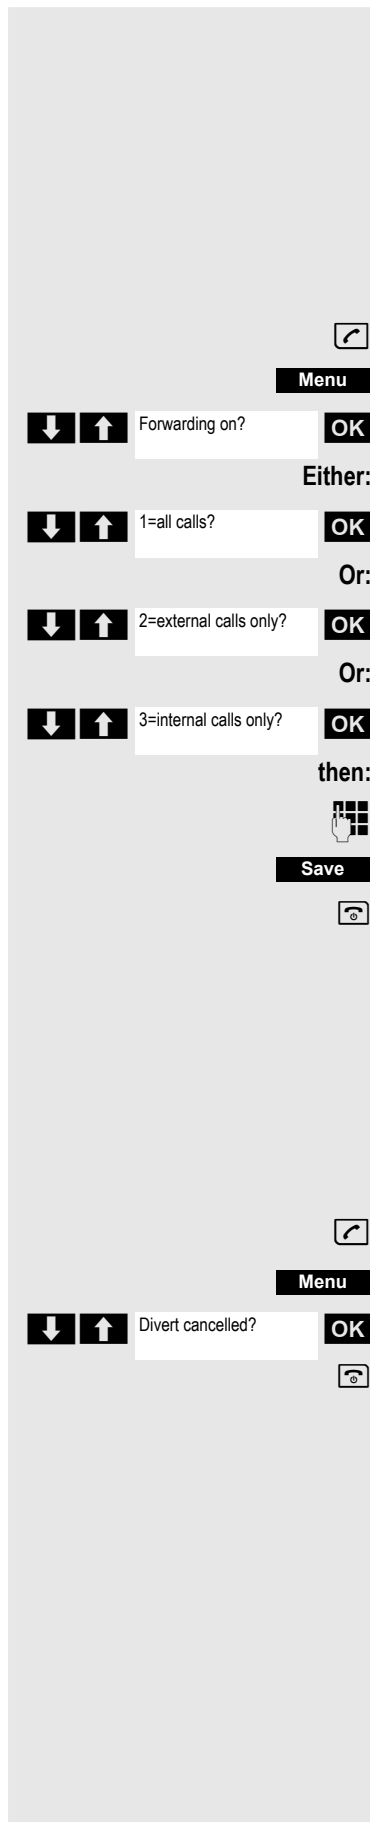 Menu
Forwarding on? OK
Either:
1=all calls? OK
Or:
2=external calls only? OK
Or:
3=internal calls only? OK
then:
Save
Menu
Divert cancelled? OK